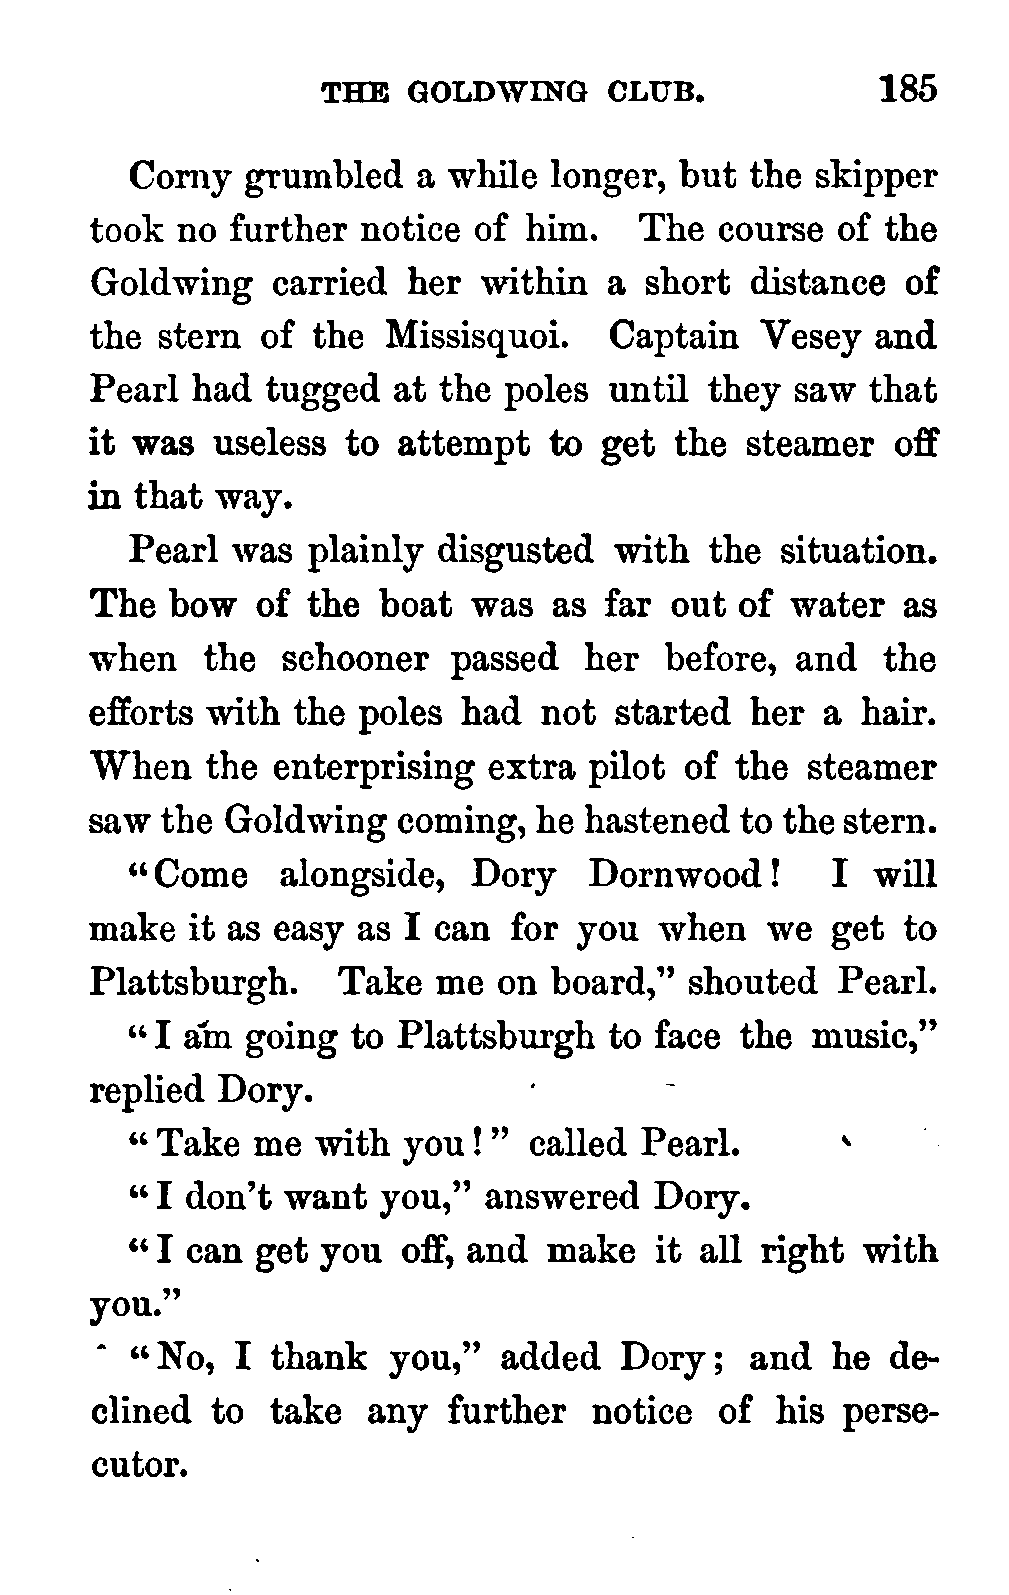 THE GOLDWING CLUB. 185
Corny grumbled a while longer, but the skipper
took no further notice of him. The course of the
Goldwing carried her within a short distance of
the stern of the Missisquoi. Captain Vesey and
Pearl had tugged at the poles until they saw that
it was useless to attempt to get the steamer off
in that way.
Pearl was plainly disgusted with the situation.
The bow of the boat was as far out of water as
when the schooner passed her before, and the
efforts with the poles had not started her a hair.
When the enterprising extra pilot of the steamer
saw the Goldwing coming, he hastened to the stern.
“Come alongside, Dory Dornwood! I will
make it as easy as I can for you when we get to
Plattsburgh. Take me on board,” shouted Pearl.
“I am going to Plattsburgh to face the music,”
replied Dory.
“Take me with you!” called Pearl.
“I don’t want you,” answered Dory.
“I can get you off, and make it all right with
you.”
“No, I thank you,” added Dory; and he de-
clined to take any further notice of his perse-
cutor.